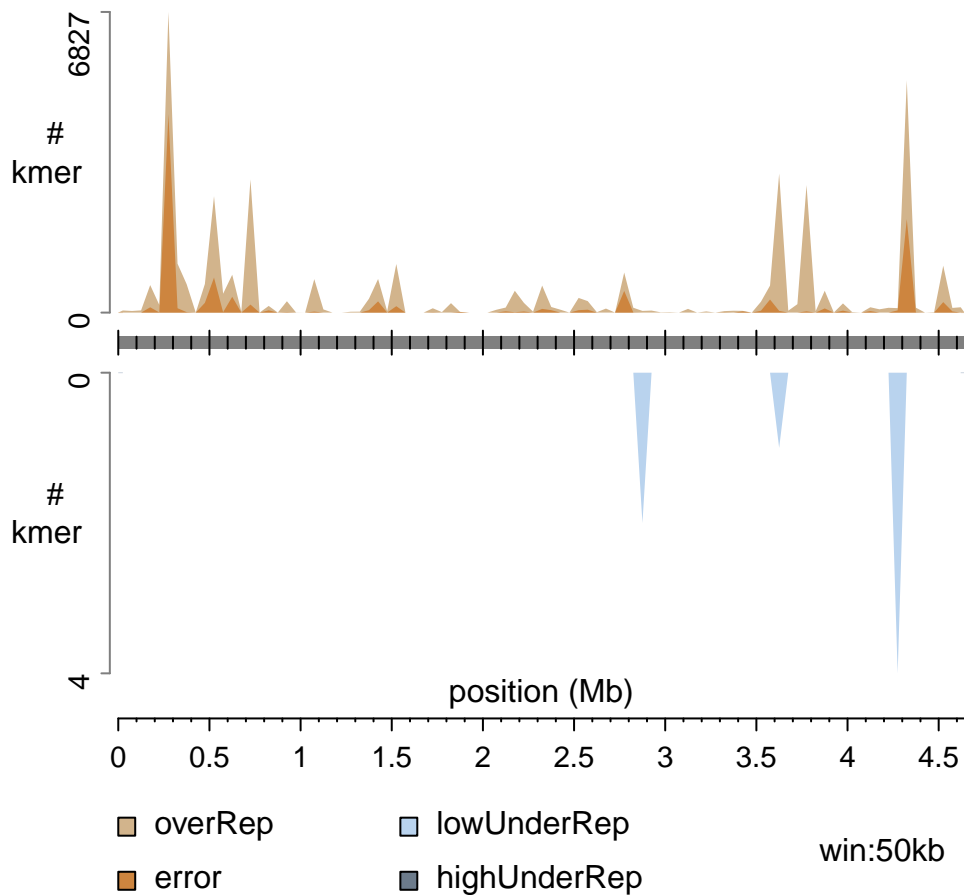 6827
#
kmer
0
0
#
kmer
4
position (Mb)
0 0.5 1 1.5 2 2.5 3 3.5 4 4.5
overRep lowUnderRep
error highUnderRep
win:50kb